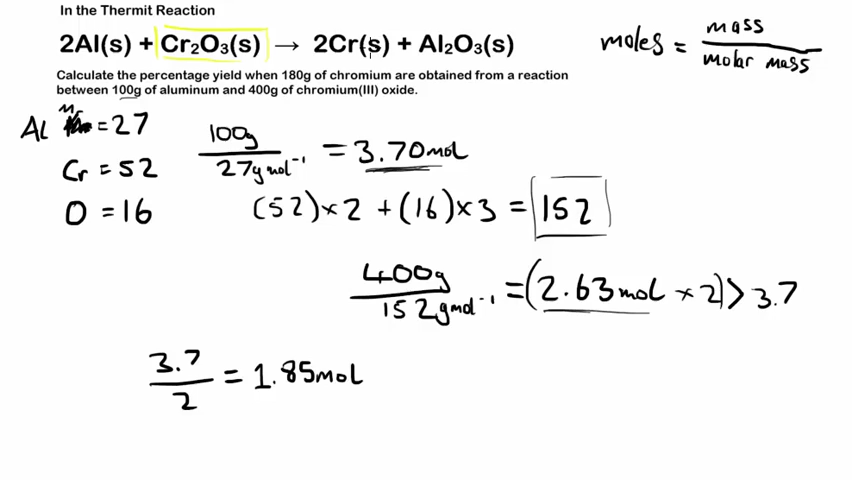 In the Thermit Reaction
2Al(s) + Cr2O3(s) → 2Cr(s) + Al2O3(s)
moles = mass / molar mass
Calculate the percentage yield when 180g of chromium are obtained from a reaction
between 100g of aluminum and 400g of chromium(III) oxide.
Mr
Al = 27
100g / 27gmol⁻¹ = 3.70mol
Cr = 52
O = 16
(52)×2 + (16)×3 = 152
400g / 152gmol⁻¹ = (2.63mol × 2) > 3.7
3.7 / 2 = 1.85mol